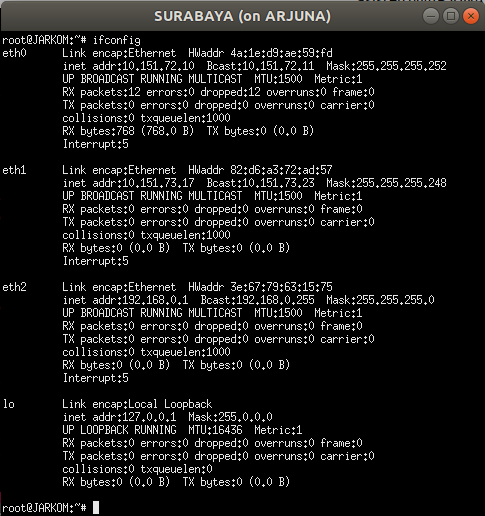 SURABAYA (on ARJUNA)
root@JARKOM:~# ifconfig
eth0      Link encap:Ethernet  HWaddr 4a:1e:d9:ae:59:fd
          inet addr:10.151.72.10  Bcast:10.151.72.11  Mask:255.255.255.252
          UP BROADCAST RUNNING MULTICAST  MTU:1500  Metric:1
          RX packets:12 errors:0 dropped:12 overruns:0 frame:0
          TX packets:0 errors:0 dropped:0 overruns:0 carrier:0
          collisions:0 txqueuelen:1000
          RX bytes:768 (768.0 B)  TX bytes:0 (0.0 B)
          Interrupt:5
eth1      Link encap:Ethernet  HWaddr 82:d6:a3:72:ad:57
          inet addr:10.151.73.17  Bcast:10.151.73.23  Mask:255.255.255.248
          UP BROADCAST RUNNING MULTICAST  MTU:1500  Metric:1
          RX packets:0 errors:0 dropped:0 overruns:0 frame:0
          TX packets:0 errors:0 dropped:0 overruns:0 carrier:0
          collisions:0 txqueuelen:1000
          RX bytes:0 (0.0 B)  TX bytes:0 (0.0 B)
          Interrupt:5
eth2      Link encap:Ethernet  HWaddr 3e:67:79:63:15:75
          inet addr:192.168.0.1  Bcast:192.168.0.255  Mask:255.255.255.0
          UP BROADCAST RUNNING MULTICAST  MTU:1500  Metric:1
          RX packets:0 errors:0 dropped:0 overruns:0 frame:0
          TX packets:0 errors:0 dropped:0 overruns:0 carrier:0
          collisions:0 txqueuelen:1000
          RX bytes:0 (0.0 B)  TX bytes:0 (0.0 B)
          Interrupt:5
lo        Link encap:Local Loopback
          inet addr:127.0.0.1  Mask:255.0.0.0
          UP LOOPBACK RUNNING  MTU:16436  Metric:1
          RX packets:0 errors:0 dropped:0 overruns:0 frame:0
          TX packets:0 errors:0 dropped:0 overruns:0 carrier:0
          collisions:0 txqueuelen:0
          RX bytes:0 (0.0 B)  TX bytes:0 (0.0 B)
root@JARKOM:~#